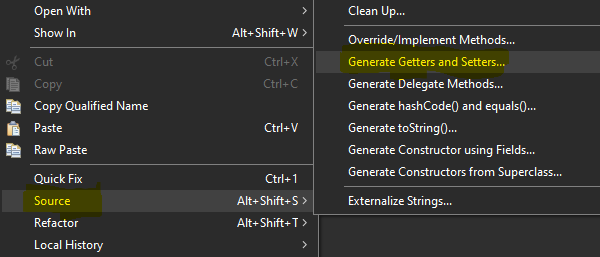 Open With
Show In Alt+Shift+W
Cut Ctrl+X
Copy Ctrl+C
Copy Qualified Name
Paste Ctrl+V
Raw Paste
Quick Fix Ctrl+1
Source Alt+Shift+S
Refactor Alt+Shift+T
Local History
Clean Up...
Override/Implement Methods...
Generate Getters and Setters...
Generate Delegate Methods...
Generate hashCode() and equals()...
Generate toString()...
Generate Constructor using Fields...
Generate Constructors from Superclass...
Externalize Strings...